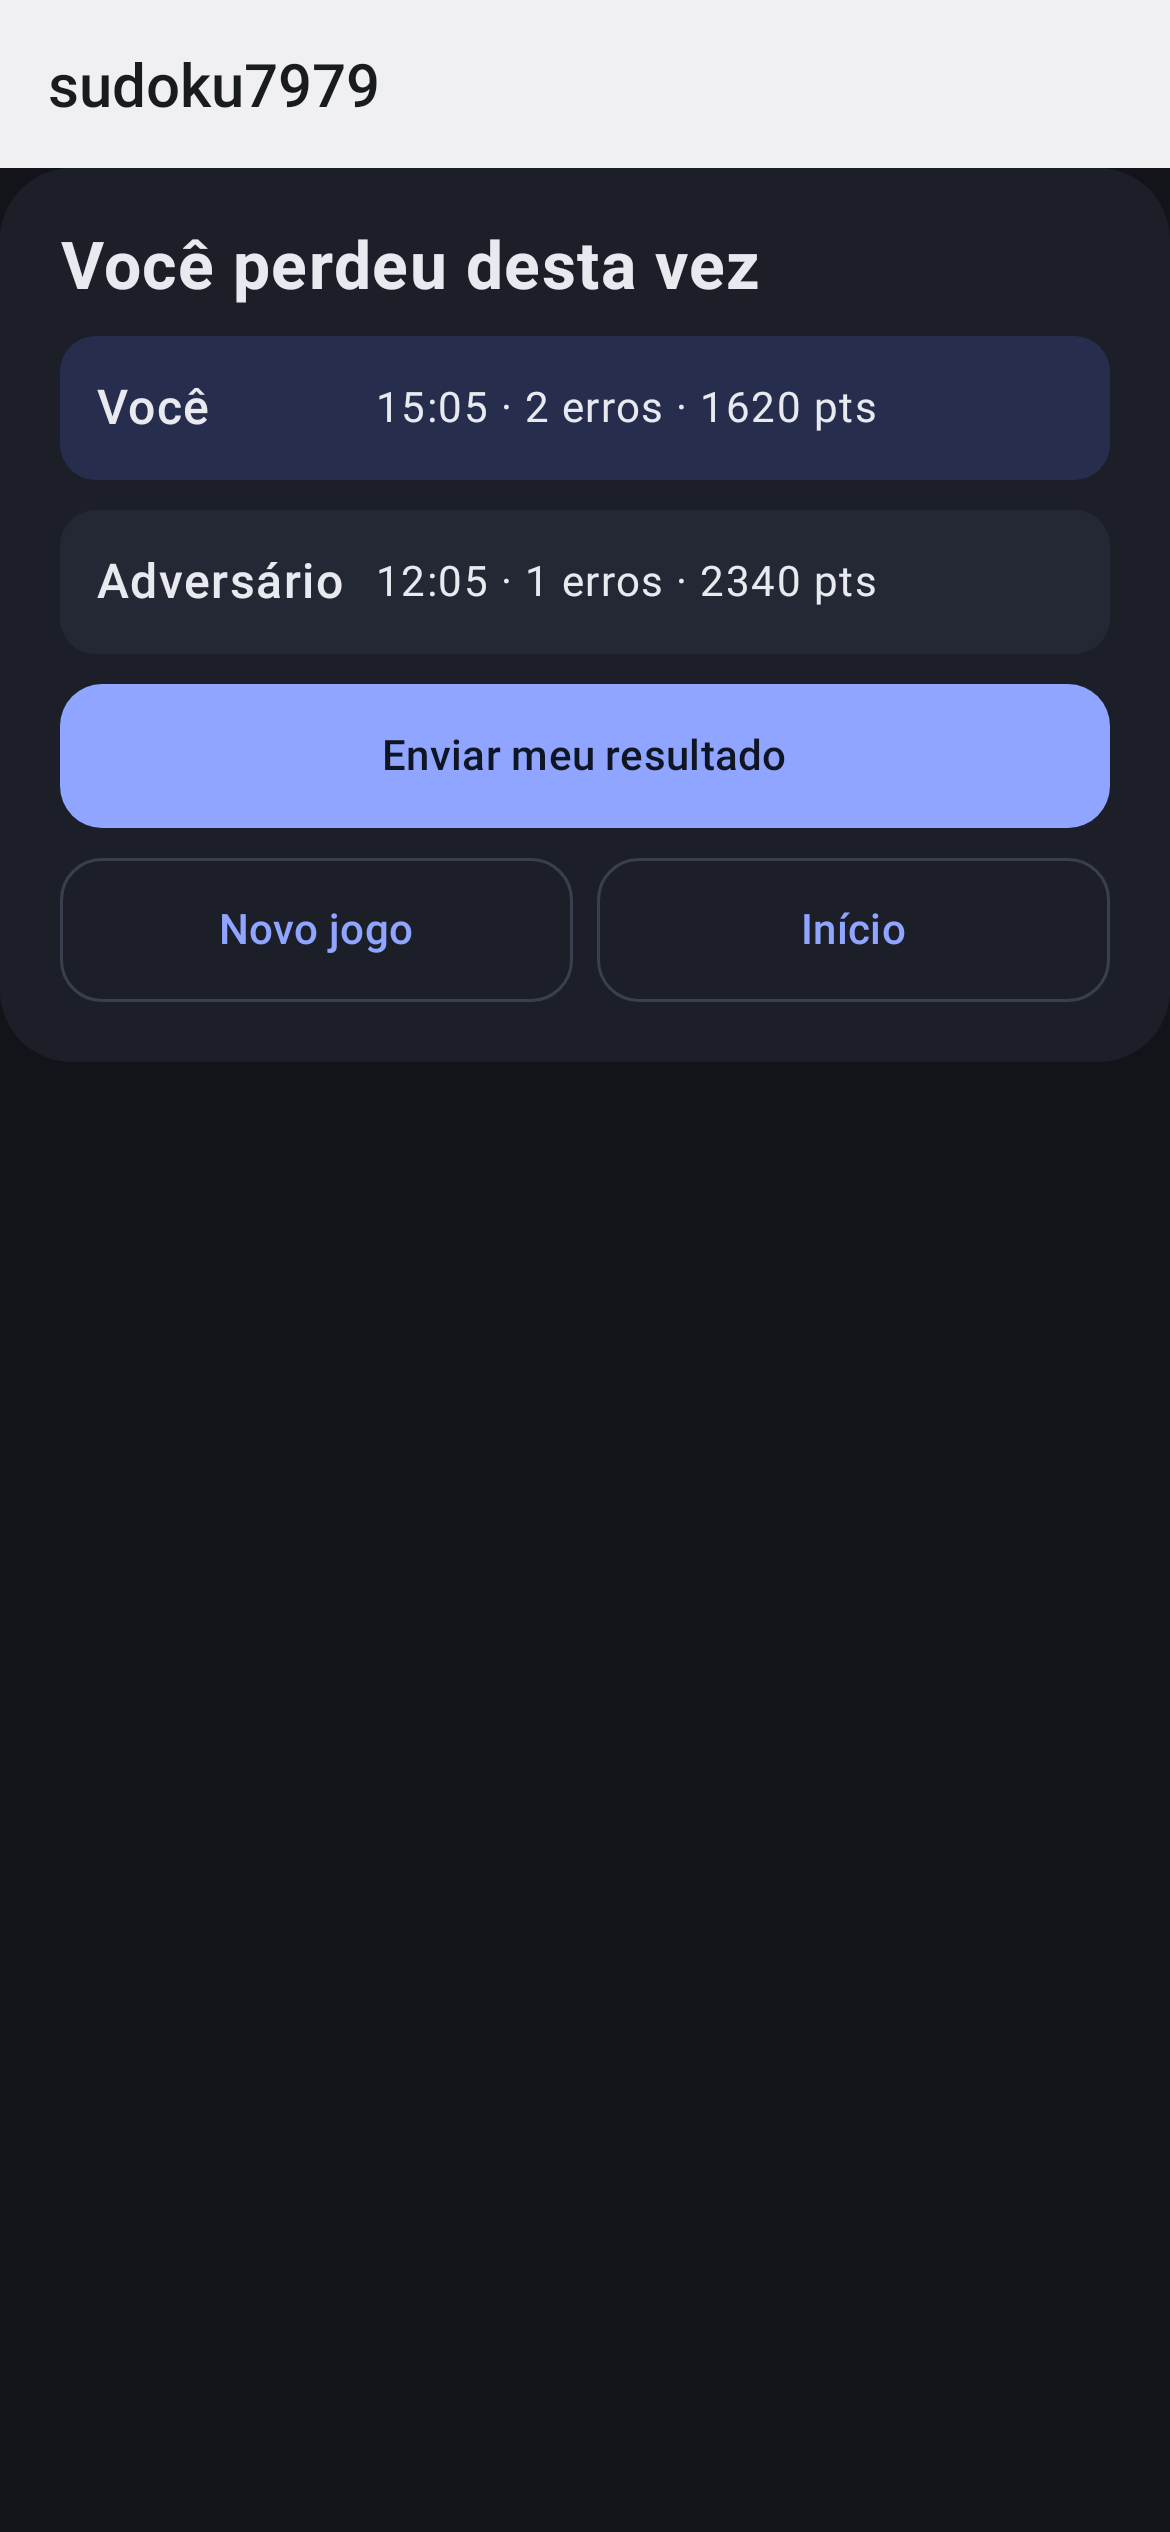 sudoku7979
Você perdeu desta vez
Você 15:05 · 2 erros · 1620 pts
Adversário 12:05 · 1 erros · 2340 pts
Enviar meu resultado
Novo jogo Início